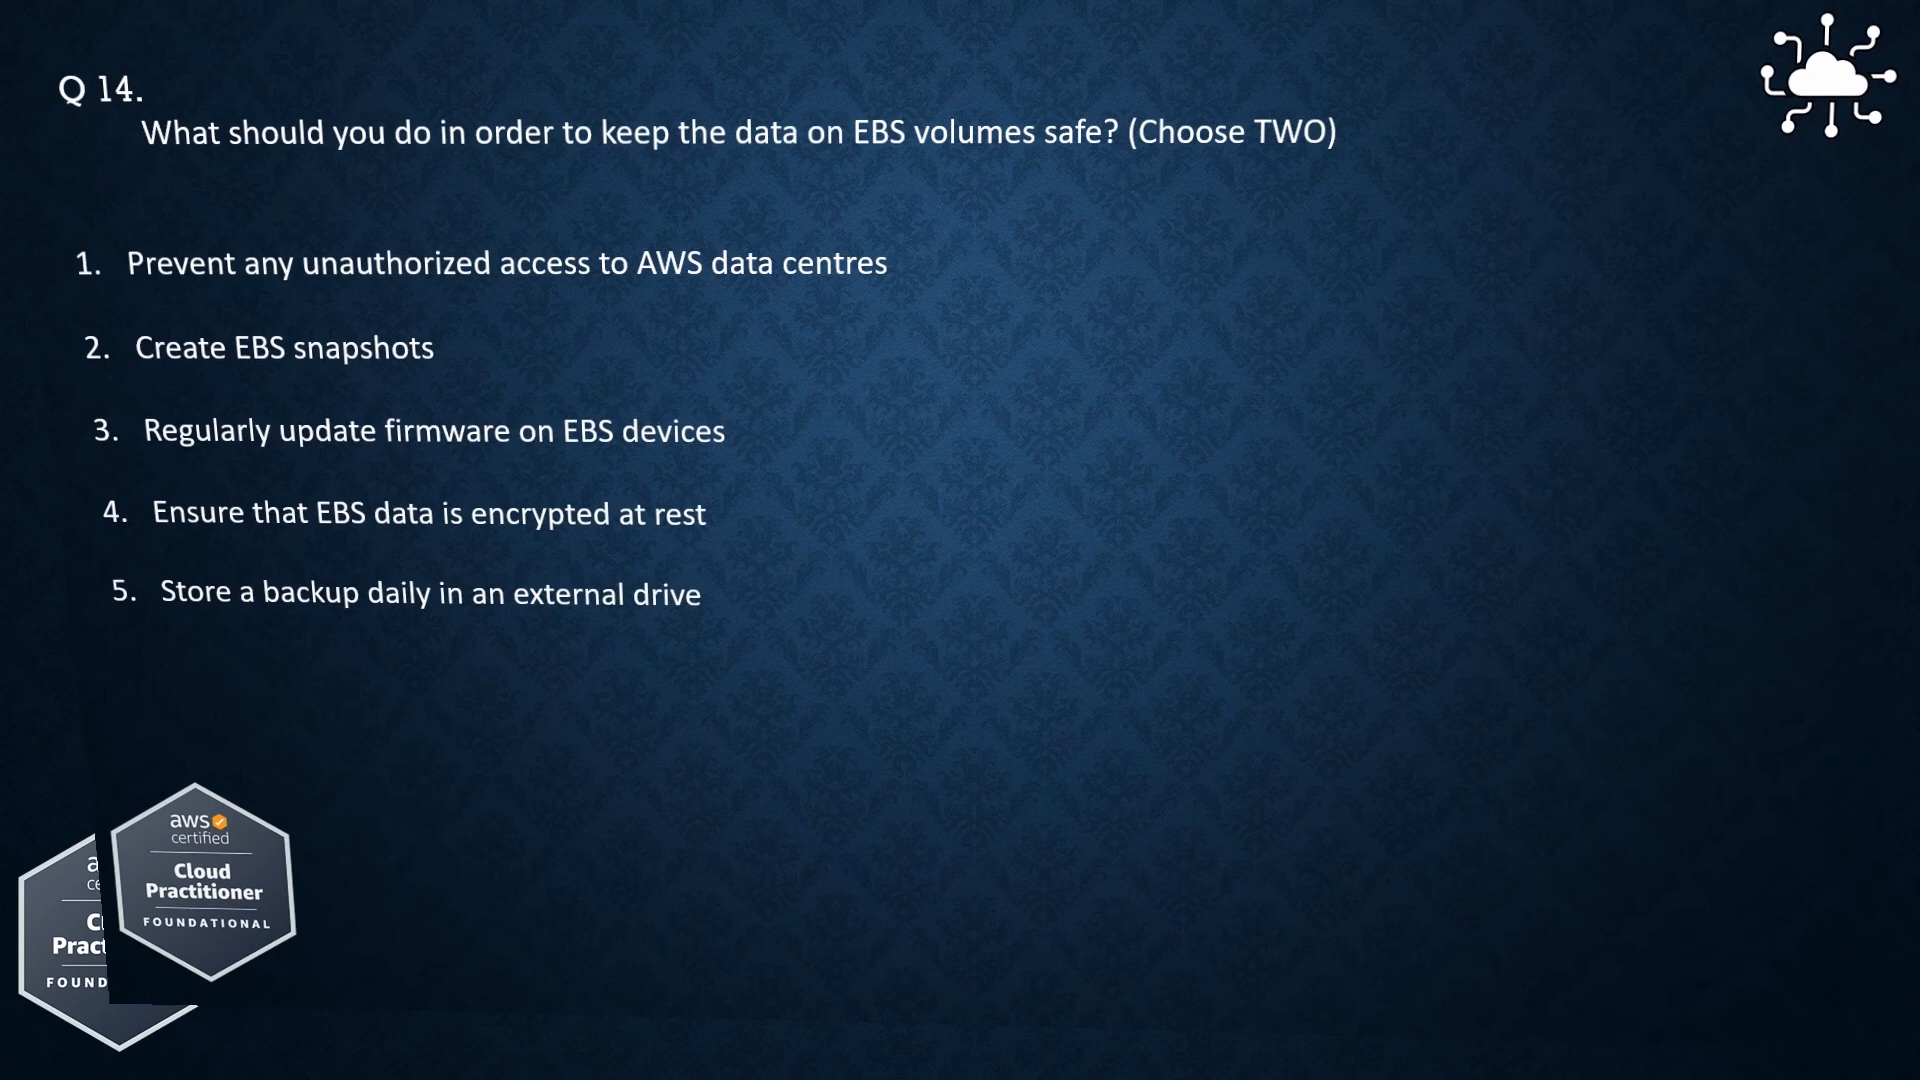 Q 14.
What should you do in order to keep the data on EBS volumes safe? (Choose TWO)
1. Prevent any unauthorized access to AWS data centres
2. Create EBS snapshots
3. Regularly update firmware on EBS devices
4. Ensure that EBS data is encrypted at rest
5. Store a backup daily in an external drive
aws
certified
Cloud
Practitioner
FOUNDATIONAL